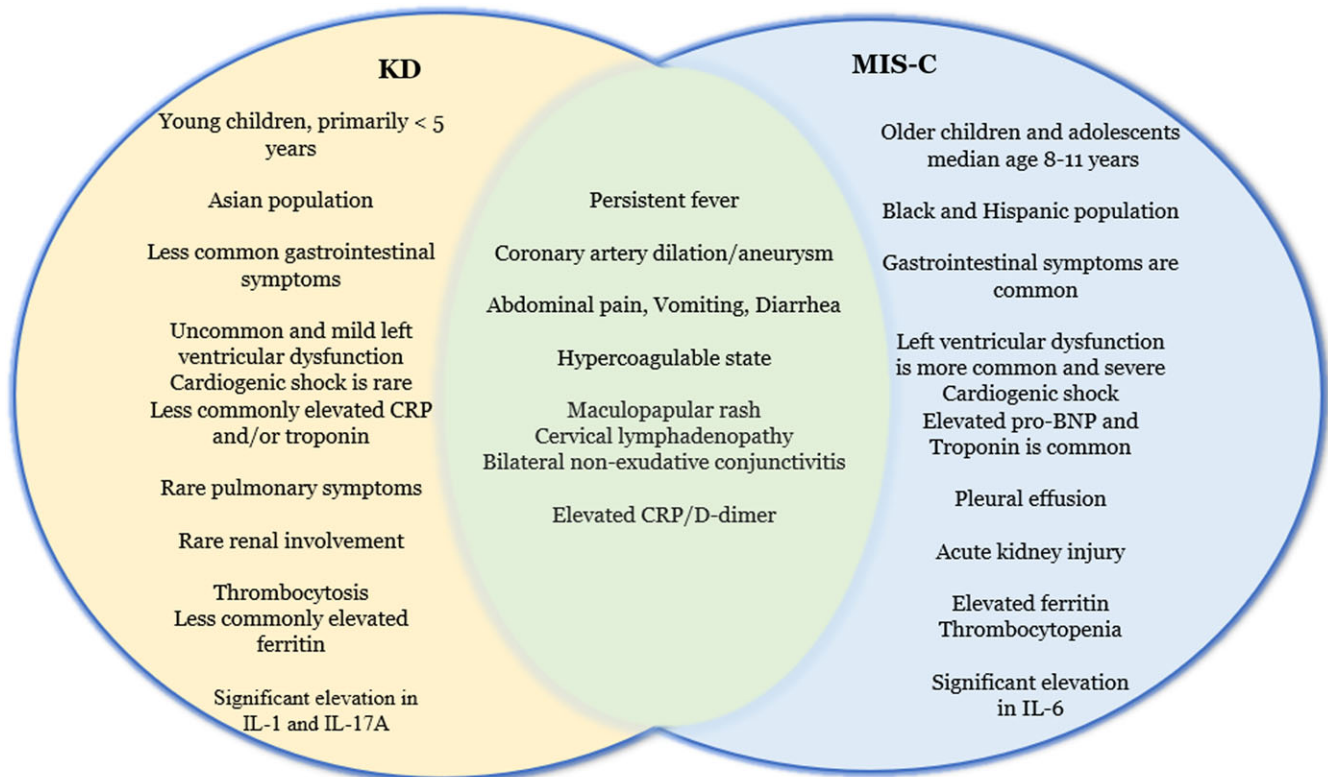 KD
Young children, primarily < 5
years
Asian population
Less common gastrointestinal
symptoms
Uncommon and mild left
ventricular dysfunction
Cardiogenic shock is rare
Less commonly elevated CRP
and/or troponin
Rare pulmonary symptoms
Rare renal involvement
Thrombocytosis
Less commonly elevated
ferritin
Significant elevation in
IL-1 and IL-17A
Persistent fever
Coronary artery dilation/aneurysm
Abdominal pain, Vomiting, Diarrhea
Hypercoagulable state
Maculopapular rash
Cervical lymphadenopathy
Bilateral non-exudative conjunctivitis
Elevated CRP/D-dimer
MIS-C
Older children and adolescents
median age 8-11 years
Black and Hispanic population
Gastrointestinal symptoms are
common
Left ventricular dysfunction
is more common and severe
Cardiogenic shock
Elevated pro-BNP and
Troponin is common
Pleural effusion
Acute kidney injury
Elevated ferritin
Thrombocytopenia
Significant elevation
in IL-6